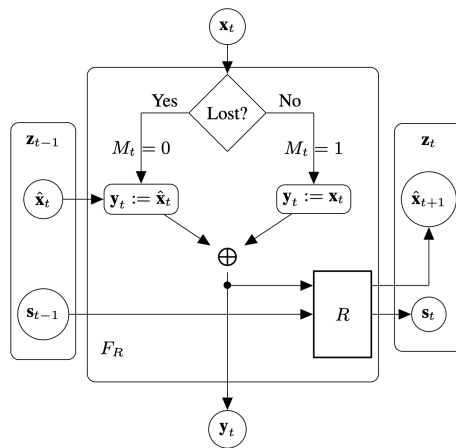 x_t
Lost?
Yes
No
M_t = 0
M_t = 1
z_{t-1}
x̂_t
s_{t-1}
y_t := x̂_t
y_t := x_t
⊕
R
F_R
z_t
x̂_{t+1}
s_t
y_t